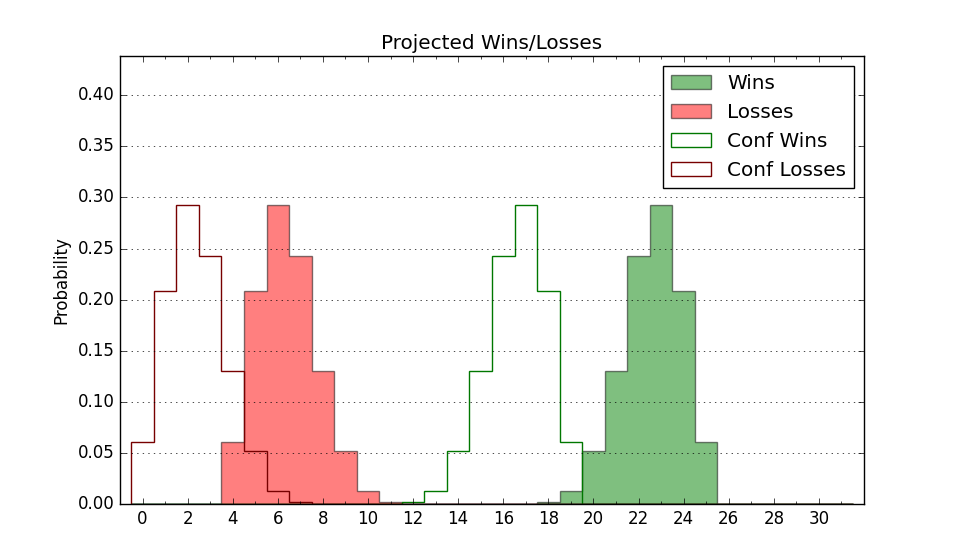 Projected Wins/Losses
Wins
Losses
Conf Wins
Conf Losses
Probability
0.40
0.35
0.30
0.25
0.20
0.15
0.10
0.05
0.00
0 2 4 6 8 10 12 14 16 18 20 22 24 26 28 30